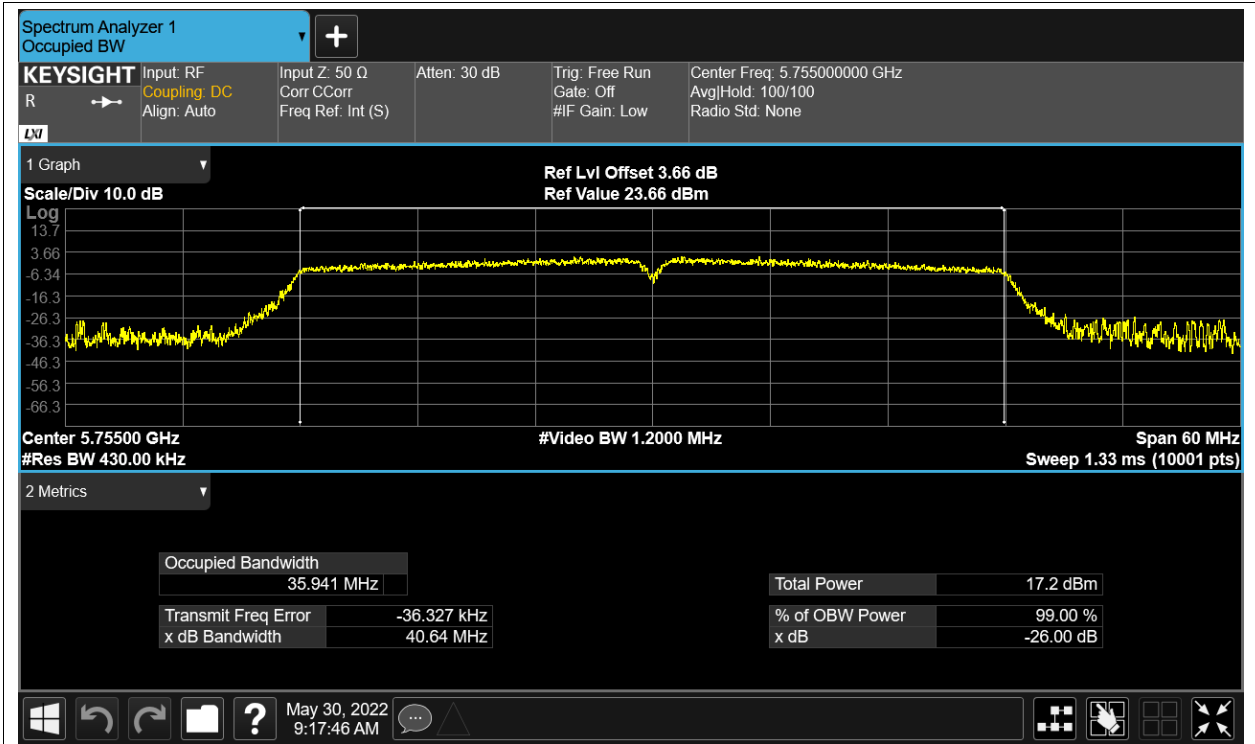 Spectrum Analyzer 1
Occupied BW
▼
+
KEYSIGHT
R
LXI
Input: RF
Coupling: DC
Align: Auto
Input Z: 50 Ω
Corr CCorr
Freq Ref: Int (S)
Atten: 30 dB
Trig: Free Run
Gate: Off
#IF Gain: Low
Center Freq: 5.755000000 GHz
Avg|Hold: 100/100
Radio Std: None
1 Graph ▼
Scale/Div 10.0 dB
Ref Lvl Offset 3.66 dB
Ref Value 23.66 dBm
Log
13.7
3.66
-6.34
-16.3
-26.3
-36.3
-46.3
-56.3
-66.3
Center 5.75500 GHz
#Res BW 430.00 kHz
#Video BW 1.2000 MHz
Span 60 MHz
Sweep 1.33 ms (10001 pts)
2 Metrics ▼
Occupied Bandwidth
35.941 MHz
Transmit Freq Error -36.327 kHz
x dB Bandwidth 40.64 MHz
Total Power 17.2 dBm
% of OBW Power 99.00 %
x dB -26.00 dB
?
May 30, 2022
9:17:46 AM